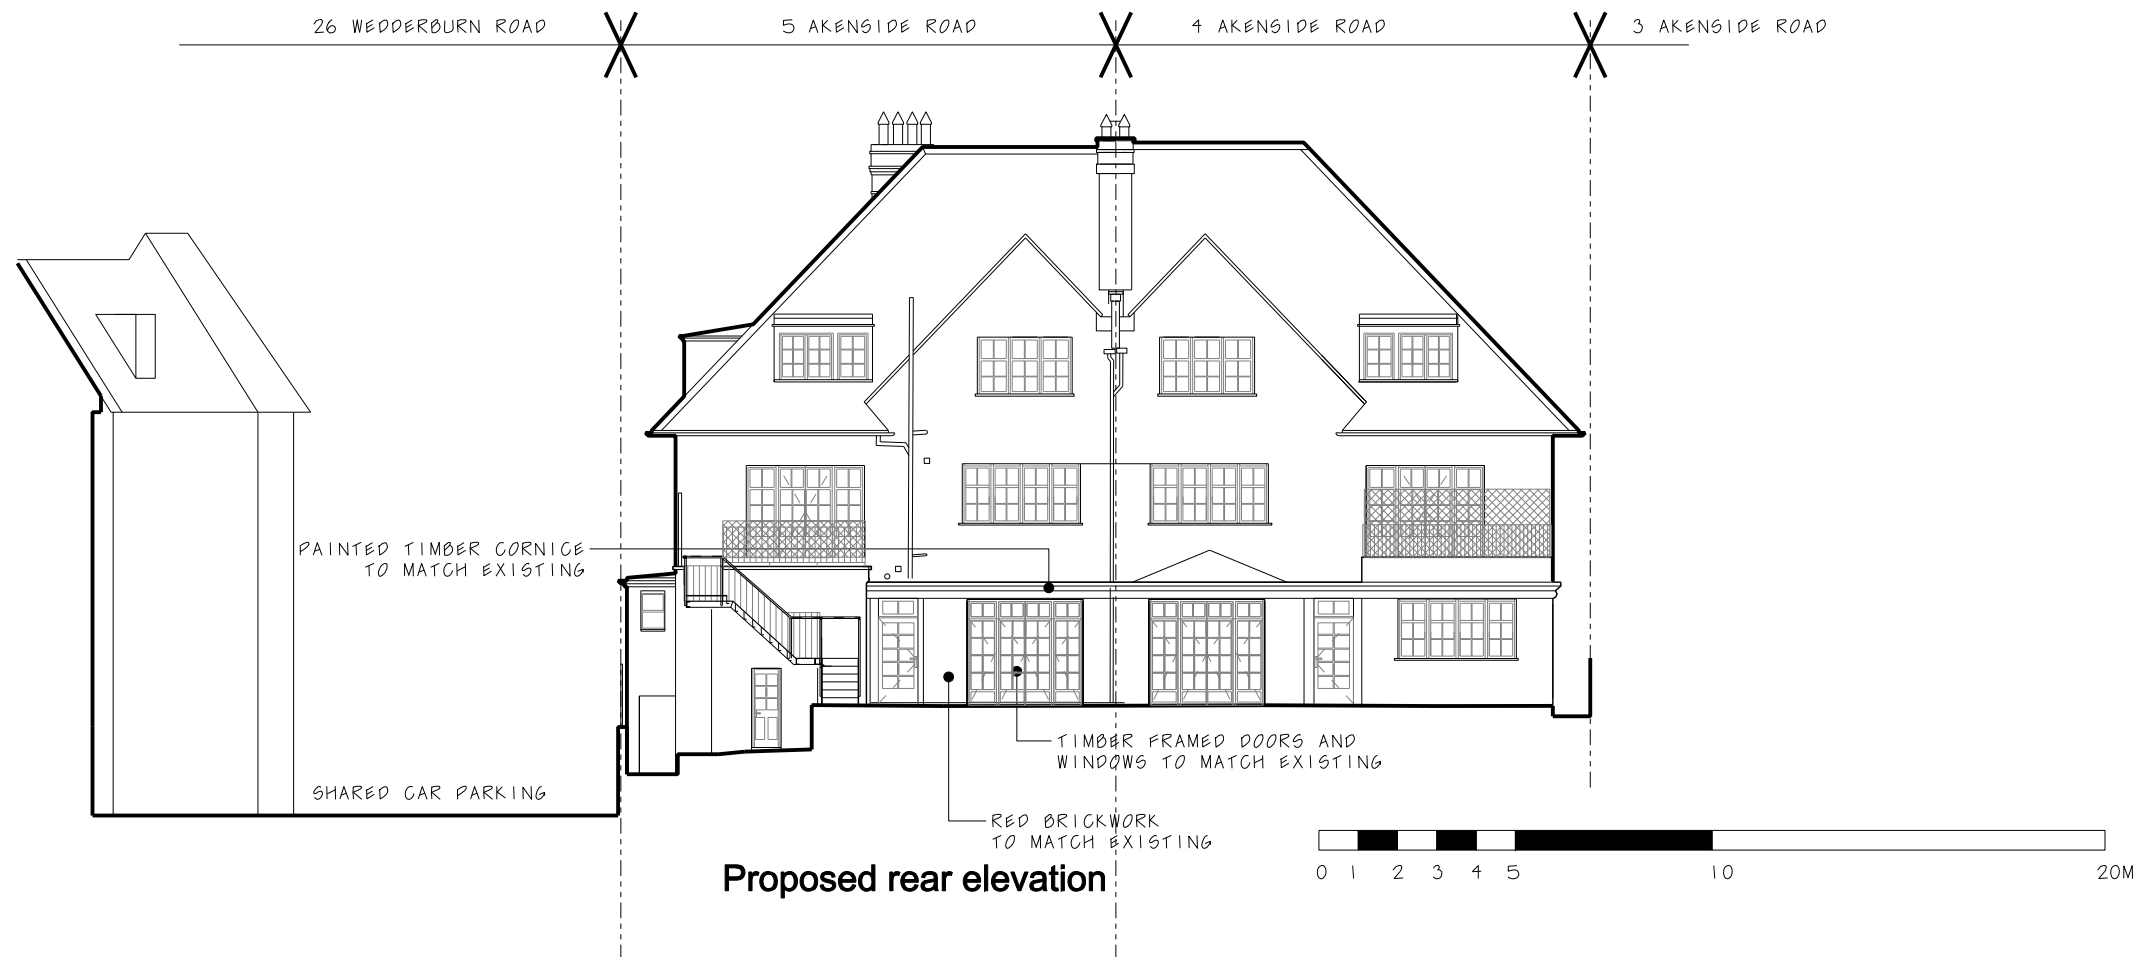 26 WEDDERBURN ROAD
5 AKENSIDE ROAD
4 AKENSIDE ROAD
3 AKENSIDE ROAD
PAINTED TIMBER CORNICE
TO MATCH EXISTING
TIMBER FRAMED DOORS AND
WINDOWS TO MATCH EXISTING
SHARED CAR PARKING
RED BRICKWORK
TO MATCH EXISTING
Proposed rear elevation
0 1 2 3 4 5 10 20M